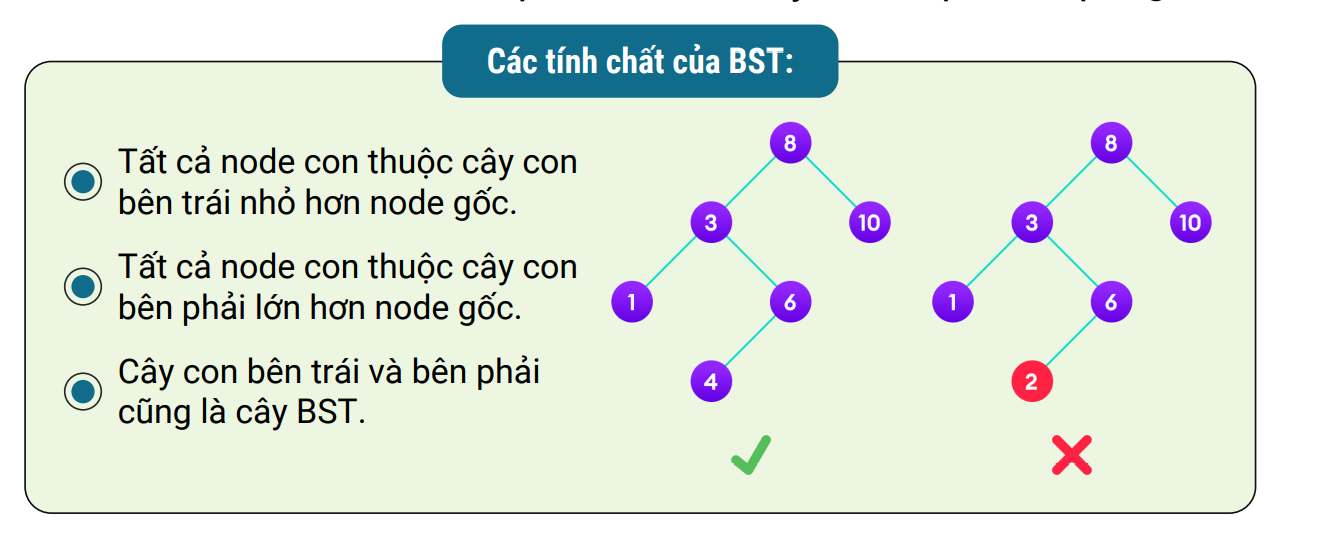 Các tính chất của BST:
Tất cả node con thuộc cây con
bên trái nhỏ hơn node gốc.
Tất cả node con thuộc cây con
bên phải lớn hơn node gốc.
Cây con bên trái và bên phải
cũng là cây BST.
8
3
10
1
6
4
8
3
10
1
6
2